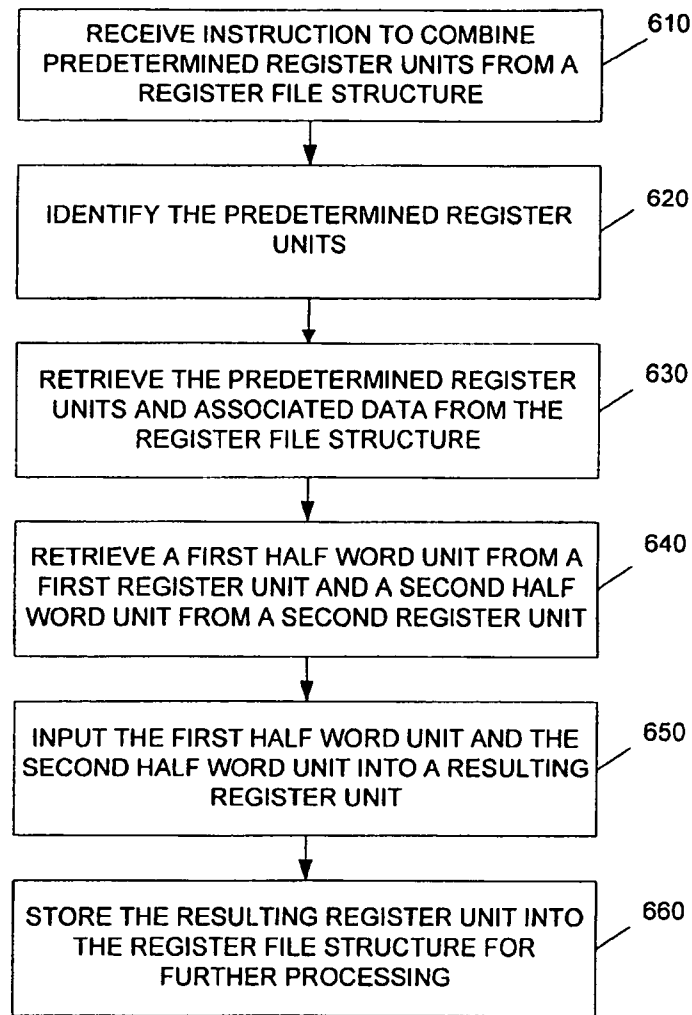 RECEIVE INSTRUCTION TO COMBINE
PREDETERMINED REGISTER UNITS FROM A
REGISTER FILE STRUCTURE
610
IDENTIFY THE PREDETERMINED REGISTER
UNITS
620
RETRIEVE THE PREDETERMINED REGISTER
UNITS AND ASSOCIATED DATA FROM THE
REGISTER FILE STRUCTURE
630
RETRIEVE A FIRST HALF WORD UNIT FROM A
FIRST REGISTER UNIT AND A SECOND HALF
WORD UNIT FROM A SECOND REGISTER UNIT
640
INPUT THE FIRST HALF WORD UNIT AND THE
SECOND HALF WORD UNIT INTO A RESULTING
REGISTER UNIT
650
STORE THE RESULTING REGISTER UNIT INTO
THE REGISTER FILE STRUCTURE FOR
FURTHER PROCESSING
660